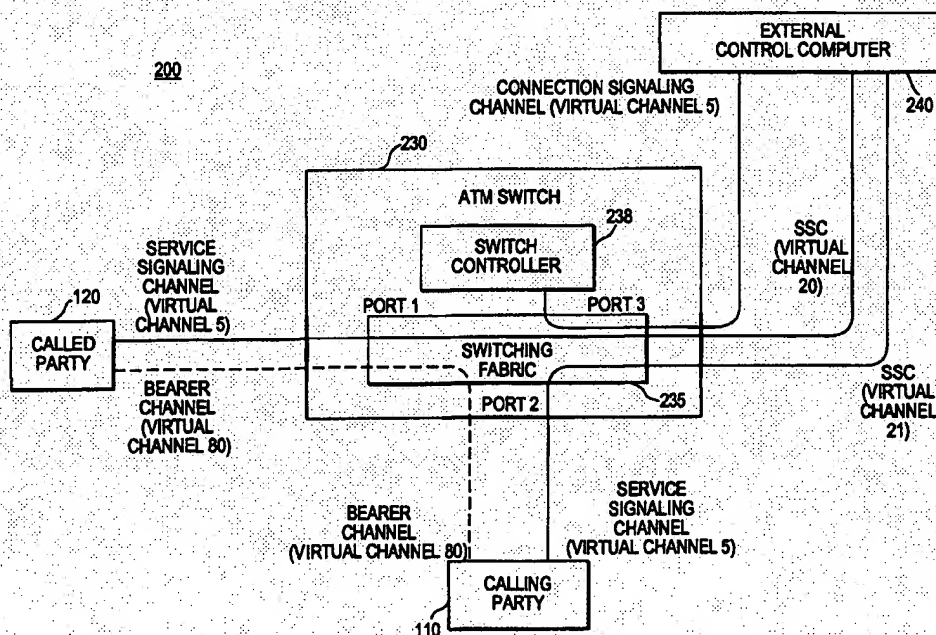 200
EXTERNAL
CONTROL COMPUTER
240
CONNECTION SIGNALING
CHANNEL (VIRTUAL CHANNEL 5)
230
ATM SWITCH
238
SWITCH
CONTROLLER
SSC
(VIRTUAL
CHANNEL
20)
SERVICE
SIGNALING
CHANNEL
(VIRTUAL
CHANNEL 5)
120
CALLED
PARTY
PORT 1
PORT 3
SWITCHING
FABRIC
235
PORT 2
BEARER
CHANNEL
(VIRTUAL
CHANNEL 80)
SSC
(VIRTUAL
CHANNEL
21)
BEARER
CHANNEL
(VIRTUAL CHANNEL 80)
SERVICE
SIGNALING
CHANNEL
(VIRTUAL CHANNEL 5)
CALLING
PARTY
110